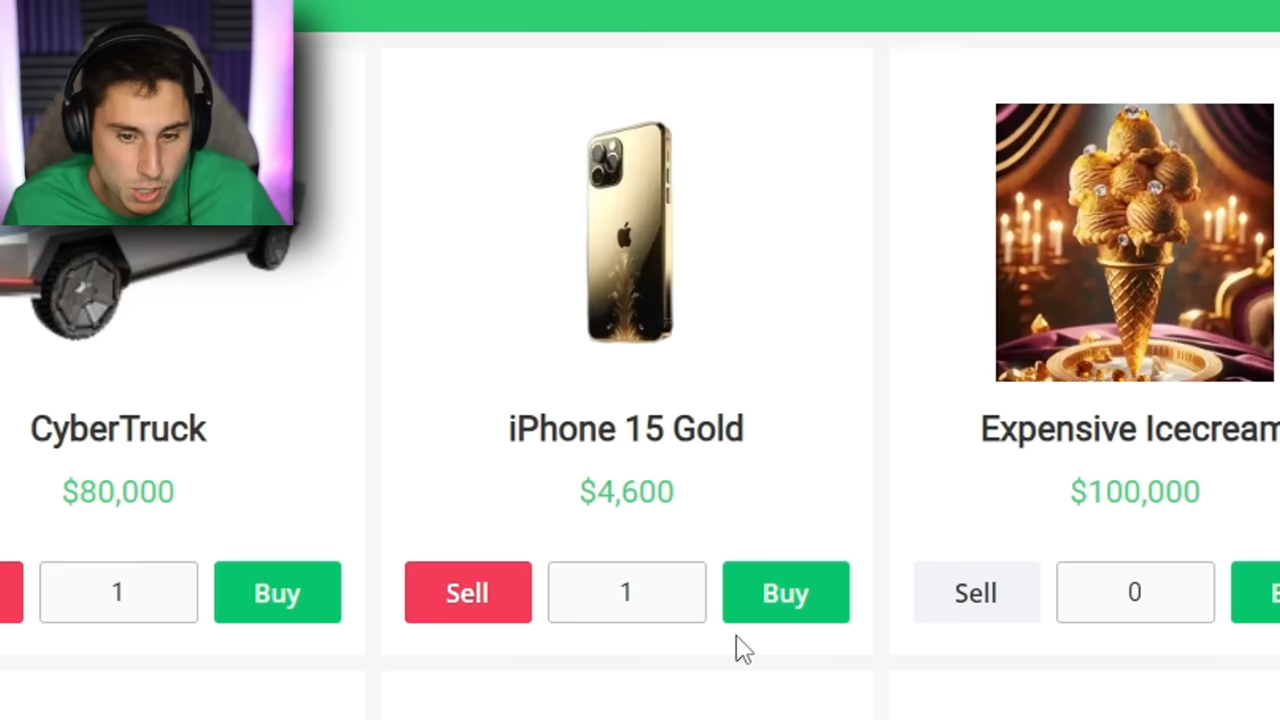 CyberTruck
$80,000
1
Buy
iPhone 15 Gold
$4,600
Sell
1
Buy
Expensive Icecream
$100,000
Sell
0